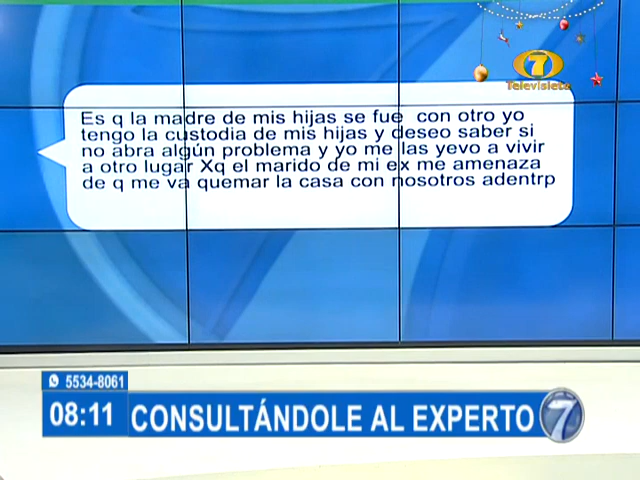 7
Televisiete
Es q la madre de mis hijas se fue con otro yo
tengo la custodia de mis hijas y deseo saber si
no abra algún problema y yo me las yevo a vivir
a otro lugar Xq el marido de mi ex me amenaza
de q me va quemar la casa con nosotros adentrp
5534-8061
08:11 CONSULTÁNDOLE AL EXPERTO 7